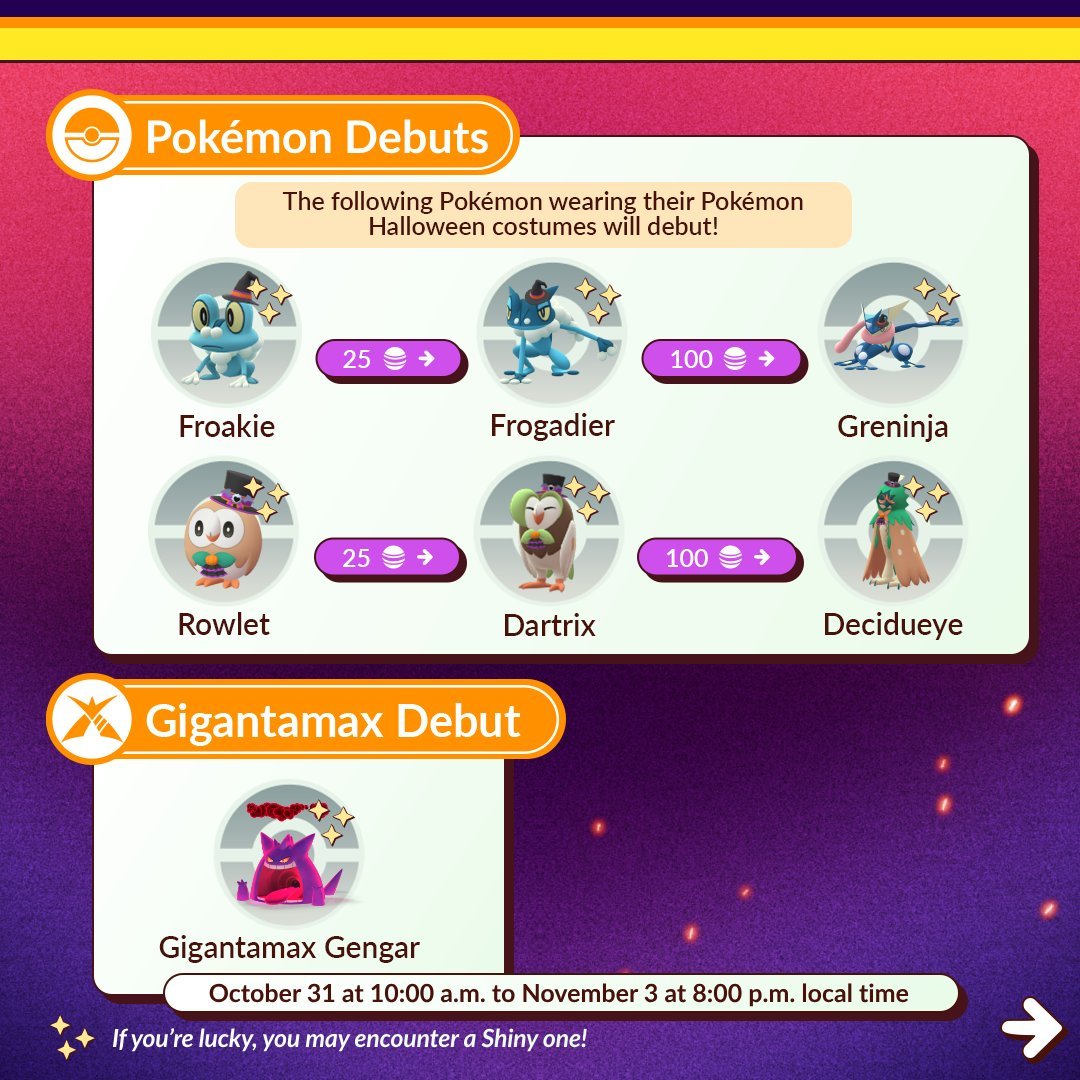 Pokémon Debuts
The following Pokémon wearing their Pokémon
Halloween costumes will debut!
25
100
Froakie
Frogadier
Greninja
25
100
Rowlet
Dartrix
Decidueye
Gigantamax Debut
Gigantamax Gengar
October 31 at 10:00 a.m. to November 3 at 8:00 p.m. local time
If you’re lucky, you may encounter a Shiny one!